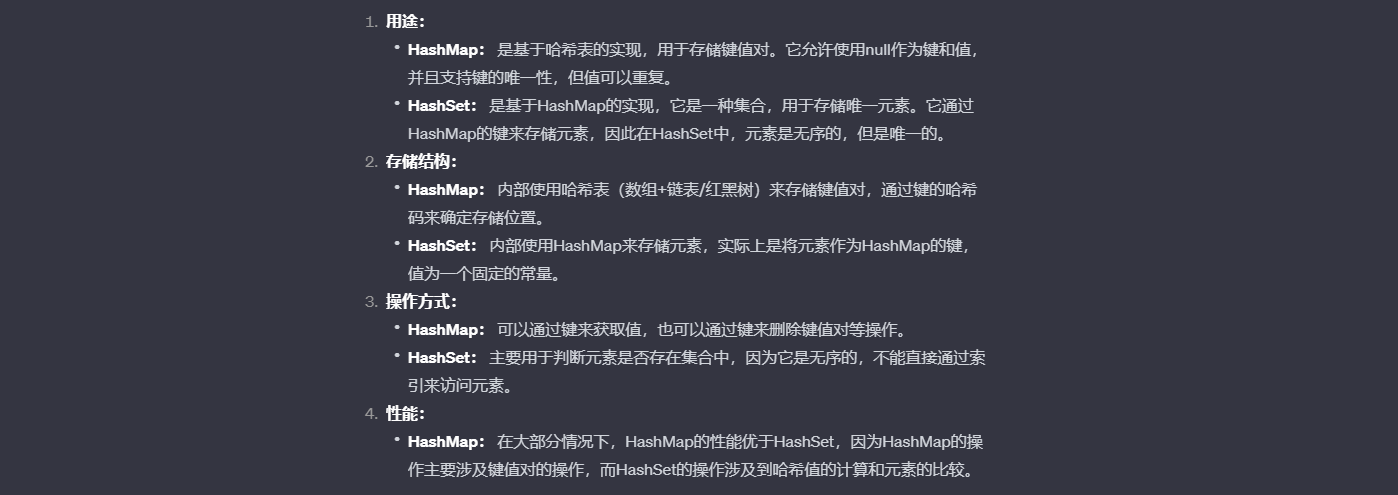 1. 用途：
• HashMap： 是基于哈希表的实现，用于存储键值对。它允许使用null作为键和值，
并且支持键的唯一性，但值可以重复。
• HashSet： 是基于HashMap的实现，它是一种集合，用于存储唯一元素。它通过
HashMap的键来存储元素，因此在HashSet中，元素是无序的，但是唯一的。
2. 存储结构：
• HashMap： 内部使用哈希表（数组+链表/红黑树）来存储键值对，通过键的哈希
码来确定存储位置。
• HashSet： 内部使用HashMap来存储元素，实际上是将元素作为HashMap的键，
值为一个固定的常量。
3. 操作方式：
• HashMap： 可以通过键来获取值，也可以通过键来删除键值对等操作。
• HashSet： 主要用于判断元素是否存在集合中，因为它是无序的，不能直接通过索
引来访问元素。
4. 性能：
• HashMap： 在大部分情况下，HashMap的性能优于HashSet，因为HashMap的操
作主要涉及键值对的操作，而HashSet的操作涉及到哈希值的计算和元素的比较。